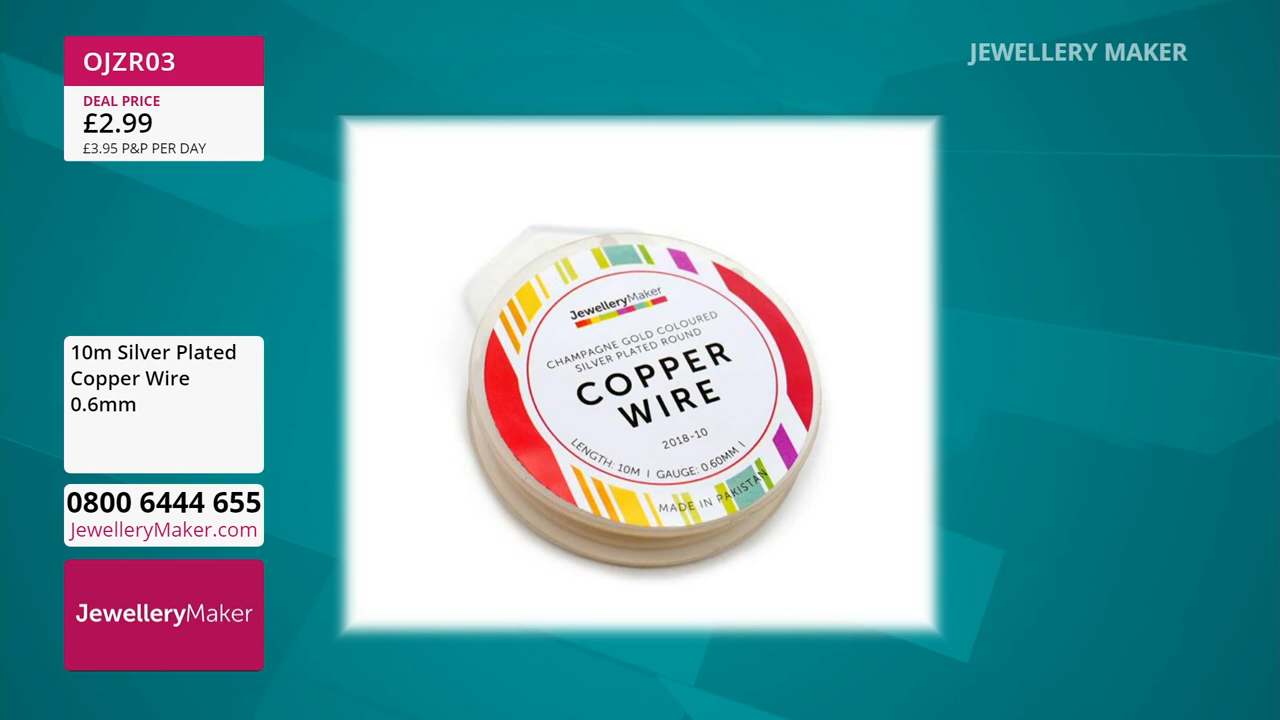 OJZR03
DEAL PRICE
£2.99
£3.95 P&P PER DAY
JEWELLERY MAKER
JewelleryMaker
CHAMPAGNE GOLD COLOURED
SILVER PLATED ROUND
COPPER
WIRE
2018-10
LENGTH: 10M | GAUGE: 0.60MM |
MADE IN PAKISTAN
10m Silver Plated
Copper Wire
0.6mm
0800 6444 655
JewelleryMaker.com
JewelleryMaker